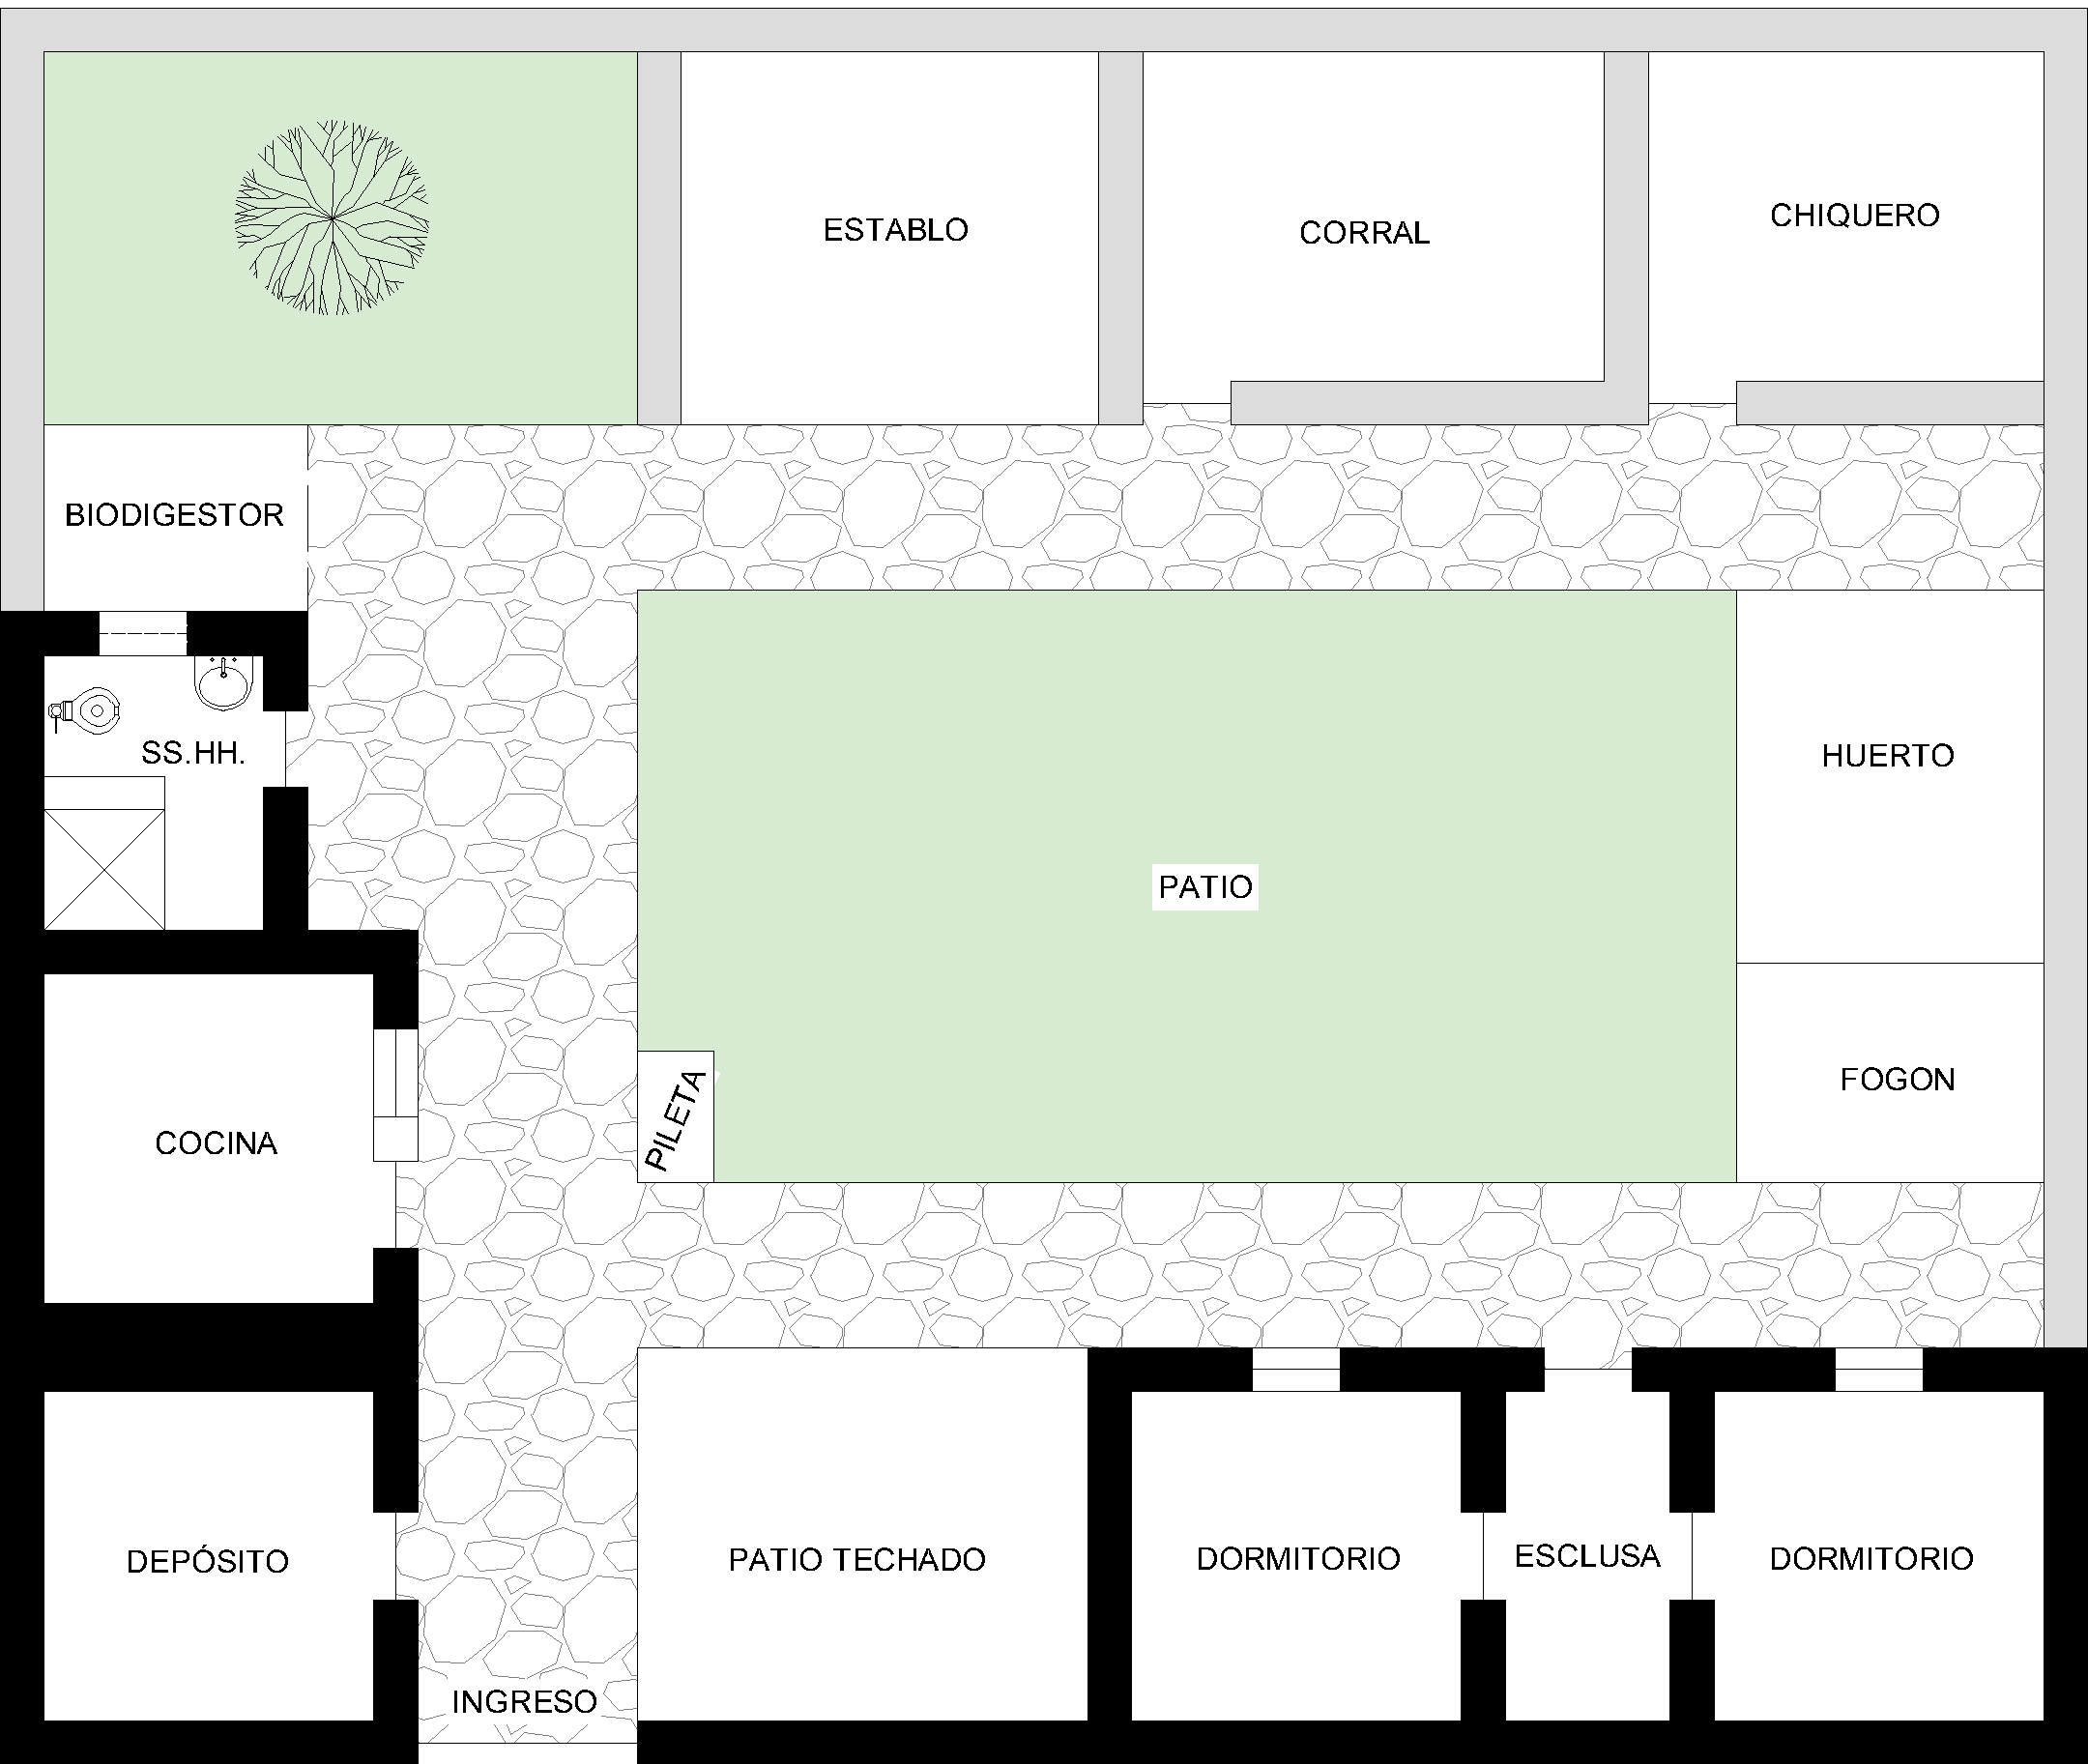 ESTABLO
CORRAL
CHIQUERO
BIODIGESTOR
SS.HH.
HUERTO
PATIO
FOGON
PILETA
COCINA
DEPÓSITO
PATIO TECHADO
DORMITORIO
ESCLUSA
DORMITORIO
INGRESO